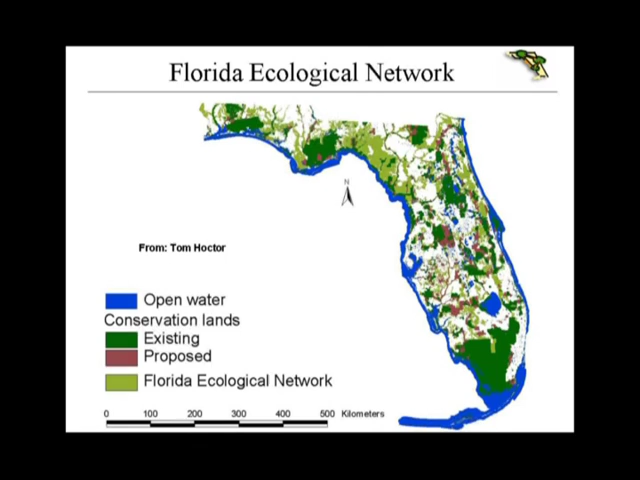 Florida Ecological Network
N
From: Tom Hoctor
Open water
Conservation lands
Existing
Proposed
Florida Ecological Network
0 100 200 300 400 500 Kilometers